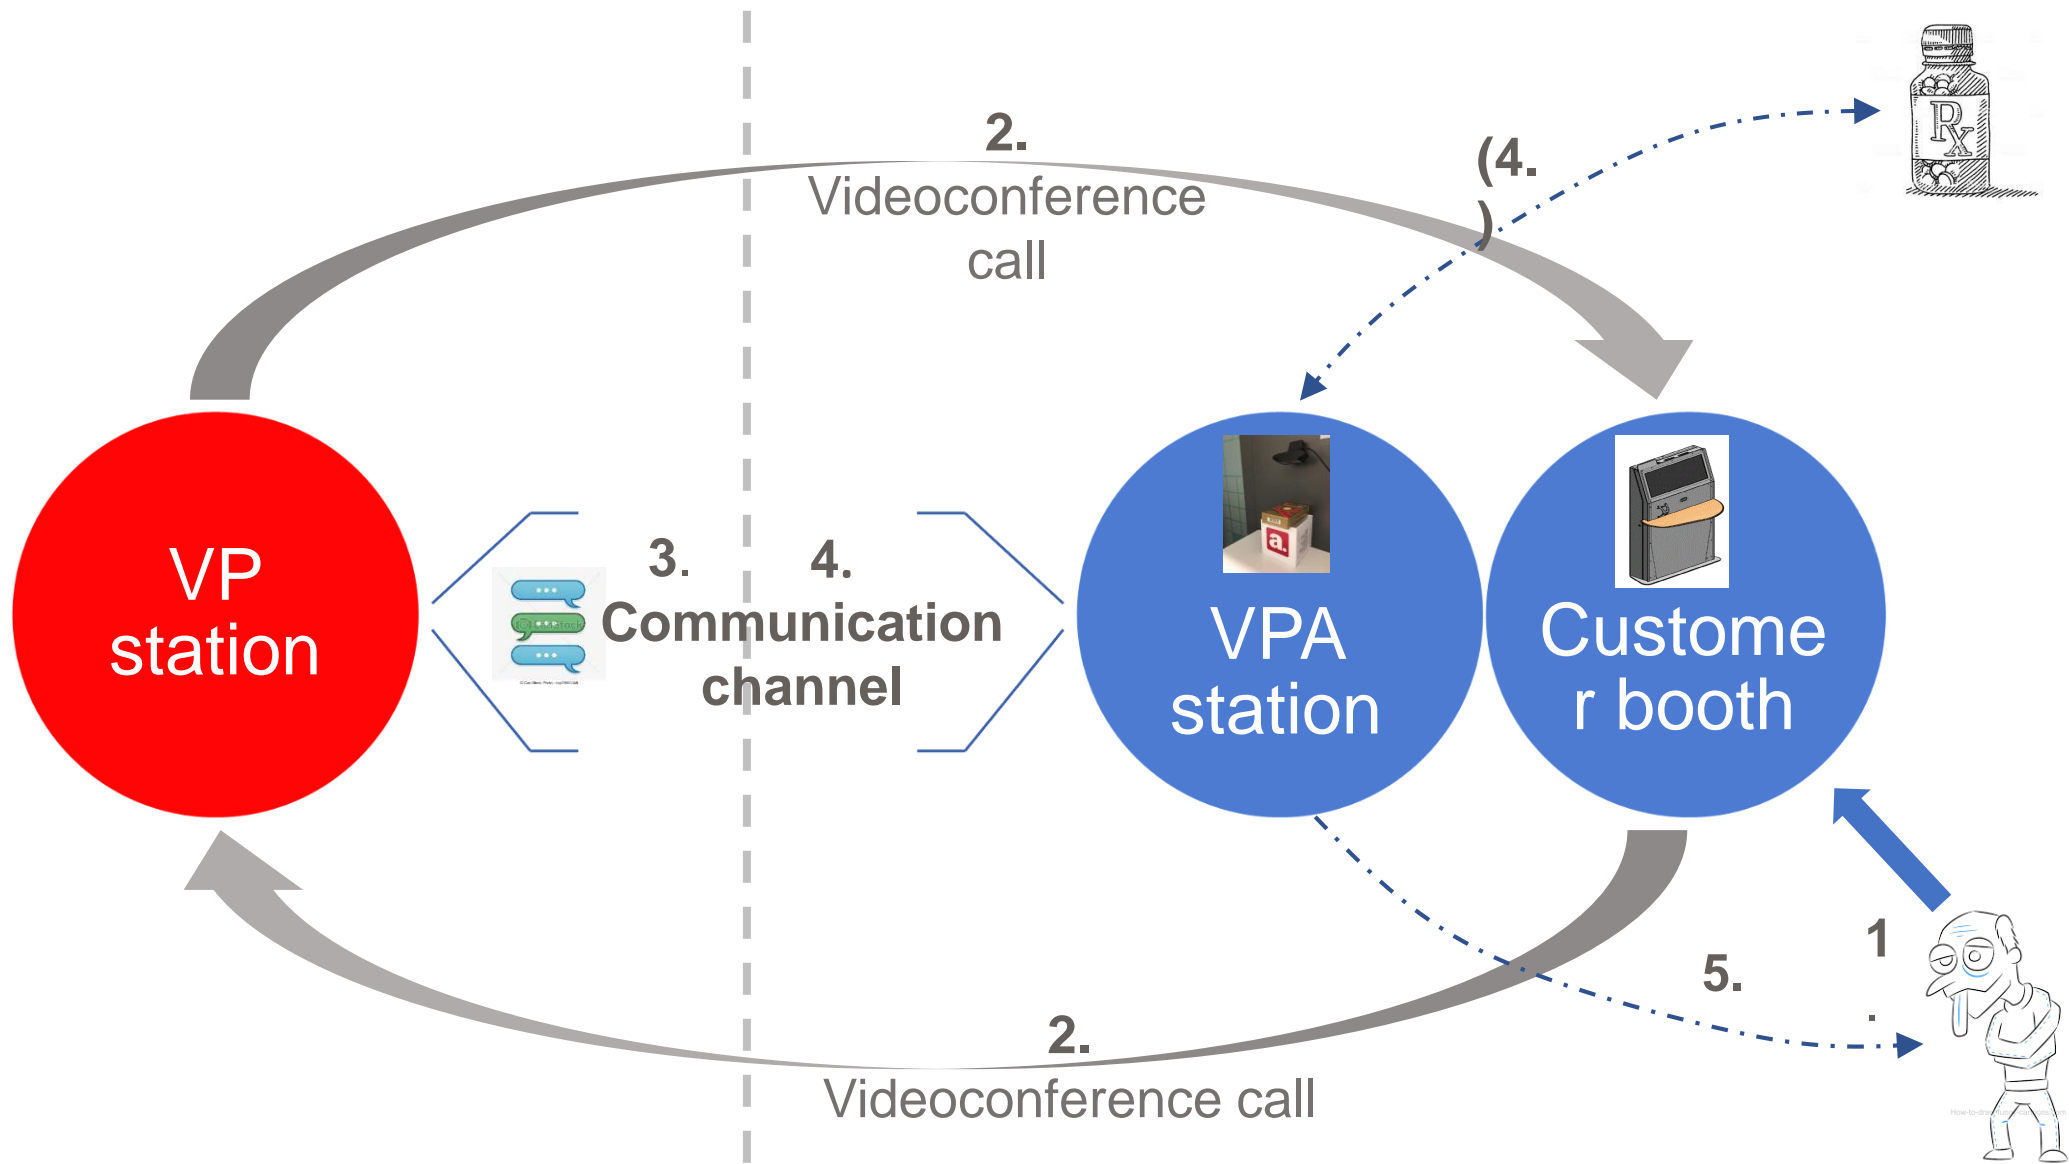 2.
Videoconference
call
(4.
)
Rx
VP
station
3. 4.
Communication
channel
a.
VPA
station
Custome
r booth
1
.
5.
2.
Videoconference call